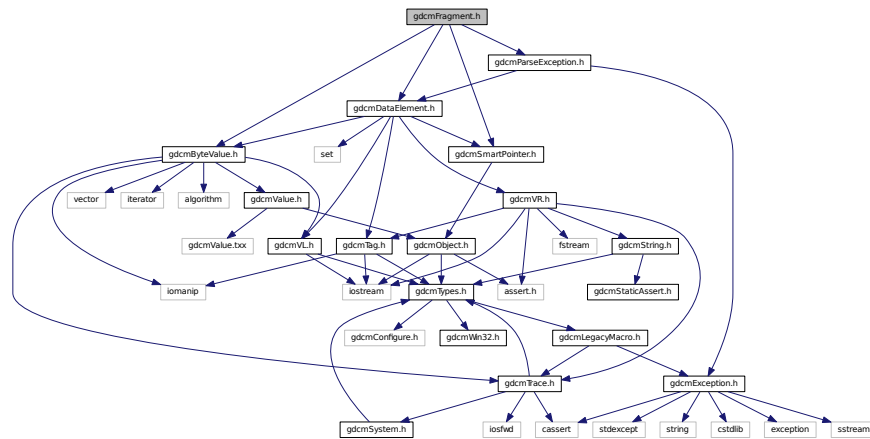 gdcmFragment.h
gdcmParseException.h
gdcmDataElement.h
gdcmByteValue.h
set
gdcmSmartPointer.h
vector
iterator
algorithm
gdcmValue.h
gdcmVR.h
gdcmValue.txx
gdcmVL.h
gdcmTag.h
gdcmObject.h
fstream
gdcmString.h
iomanip
iostream
gdcmTypes.h
assert.h
gdcmStaticAssert.h
gdcmConfigure.h
gdcmWin32.h
gdcmLegacyMacro.h
gdcmTrace.h
gdcmException.h
gdcmSystem.h
iosfwd
cassert
stdexcept
string
cstdlib
exception
sstream